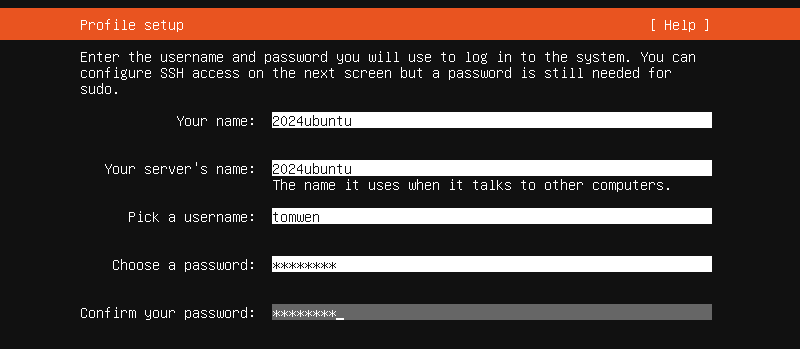 Profile setup [ Help ]
Enter the username and password you will use to log in to the system. You can
configure SSH access on the next screen but a password is still needed for
sudo.
Your name: 2024ubuntu
Your server's name: 2024ubuntu
The name it uses when it talks to other computers.
Pick a username: tomwen
Choose a password: ********
Confirm your password: ********_